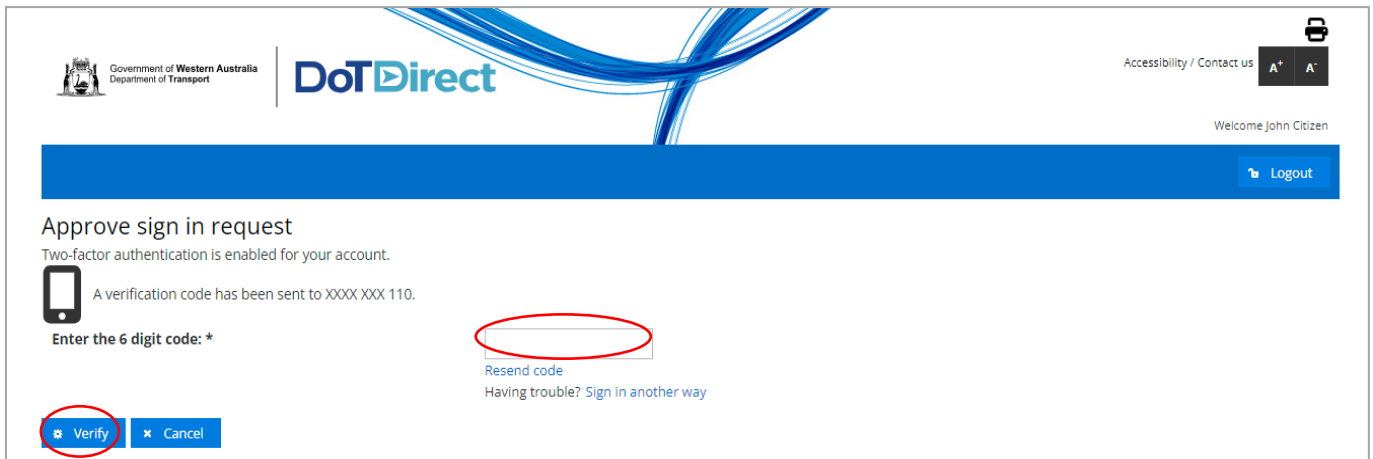 Government of Western Australia
Department of Transport
DoTDirect
Accessibility / Contact us
A+ A-
Welcome John Citizen
Logout
Approve sign in request
Two-factor authentication is enabled for your account.
A verification code has been sent to XXXX XXX 110.
Enter the 6 digit code: *
Resend code
Having trouble? Sign in another way
Verify
Cancel